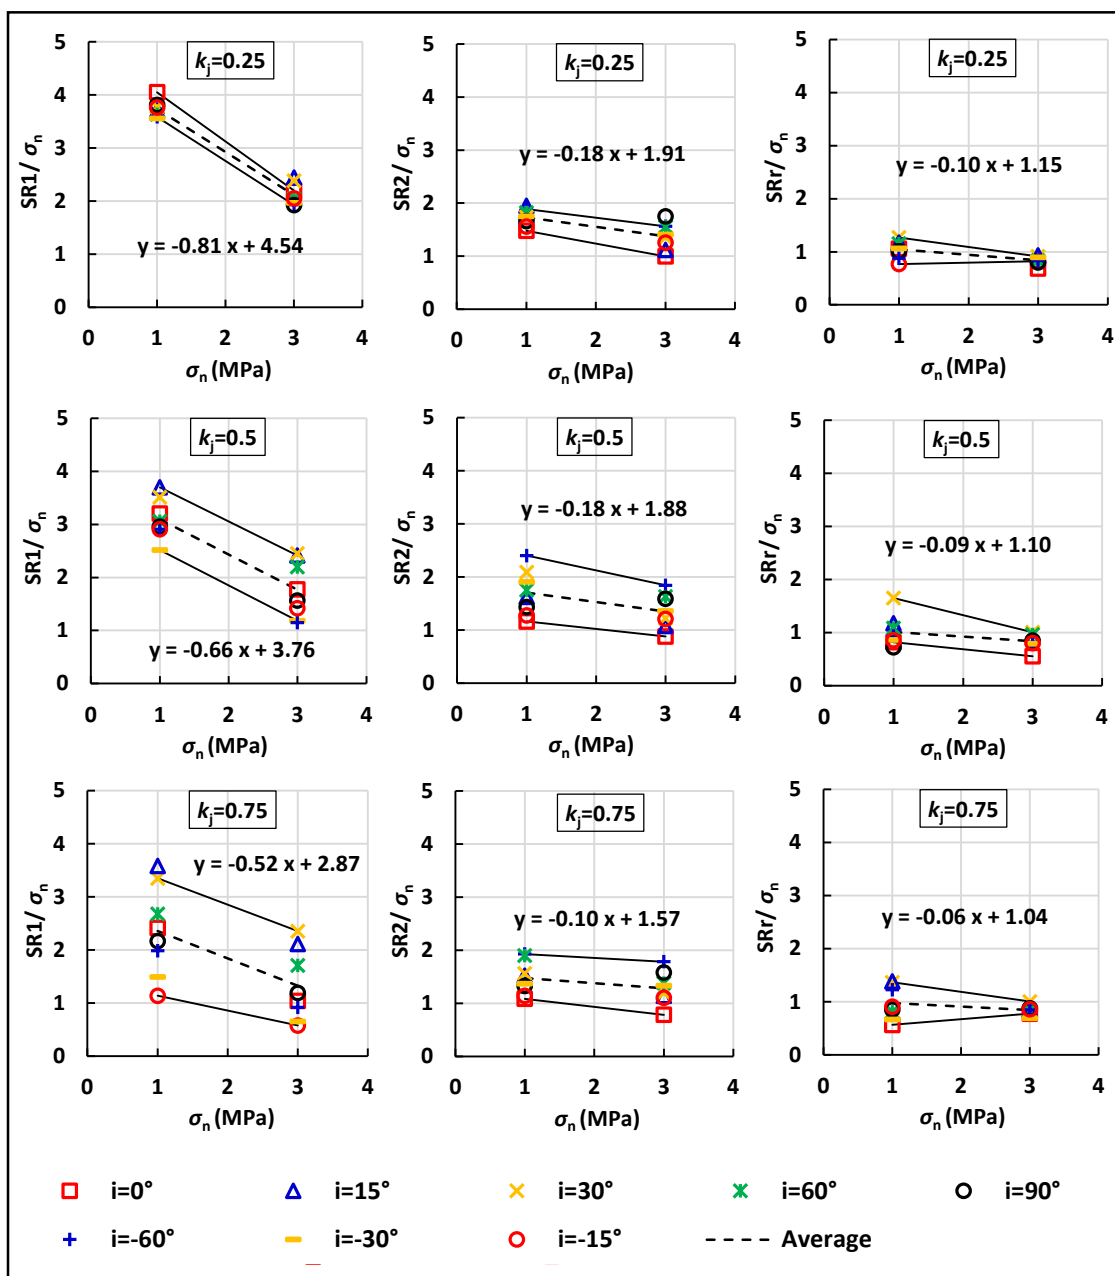 5
4
3
2
1
0
SR1/ σn
kj=0.25
y = -0.81 x + 4.54
0 1 2 3 4
σn (MPa)
5
4
3
2
1
0
SR2/ σn
kj=0.25
y = -0.18 x + 1.91
0 1 2 3 4
σn (MPa)
5
4
3
2
1
0
SRr/ σn
kj=0.25
y = -0.10 x + 1.15
0 1 2 3 4
σn (MPa)
5
4
3
2
1
0
SR1/ σn
kj=0.5
y = -0.66 x + 3.76
0 1 2 3 4
σn (MPa)
5
4
3
2
1
0
SR2/ σn
kj=0.5
y = -0.18 x + 1.88
0 1 2 3 4
σn (MPa)
5
4
3
2
1
0
SRr/ σn
kj=0.5
y = -0.09 x + 1.10
0 1 2 3 4
σn (MPa)
5
4
3
2
1
0
SR1/ σn
kj=0.75
y = -0.52 x + 2.87
0 1 2 3 4
σn (MPa)
5
4
3
2
1
0
SR2/ σn
kj=0.75
y = -0.10 x + 1.57
0 1 2 3 4
σn (MPa)
5
4
3
2
1
0
SRr/ σn
kj=0.75
y = -0.06 x + 1.04
0 1 2 3 4
σn (MPa)
i=0° i=15° i=30° i=60° i=90°
i=-60° i=-30° i=-15° Average